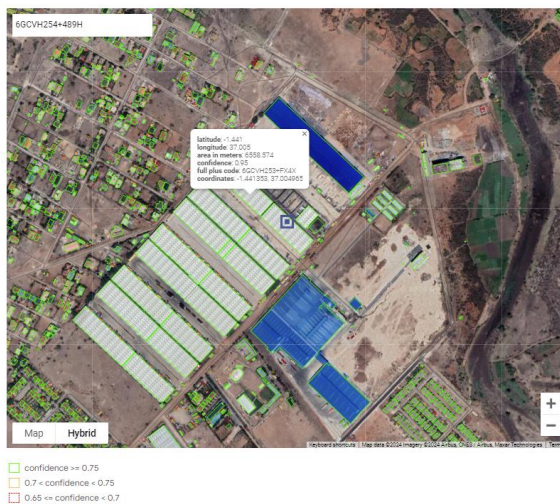 6GCVH254+489H
latitude: -1.441
longitude: 37.005
area in meters: 6558.574
confidence: 0.95
full plus code: 6GCVH253+FX4X
coordinates: -1.441353, 37.004965
Map Hybrid
Keyboard shortcuts Map data ©2024 Imagery ©2024 Airbus, CNES / Airbus, Maxar Technologies Term
confidence >= 0.75
0.7 < confidence < 0.75
0.65 <= confidence < 0.7